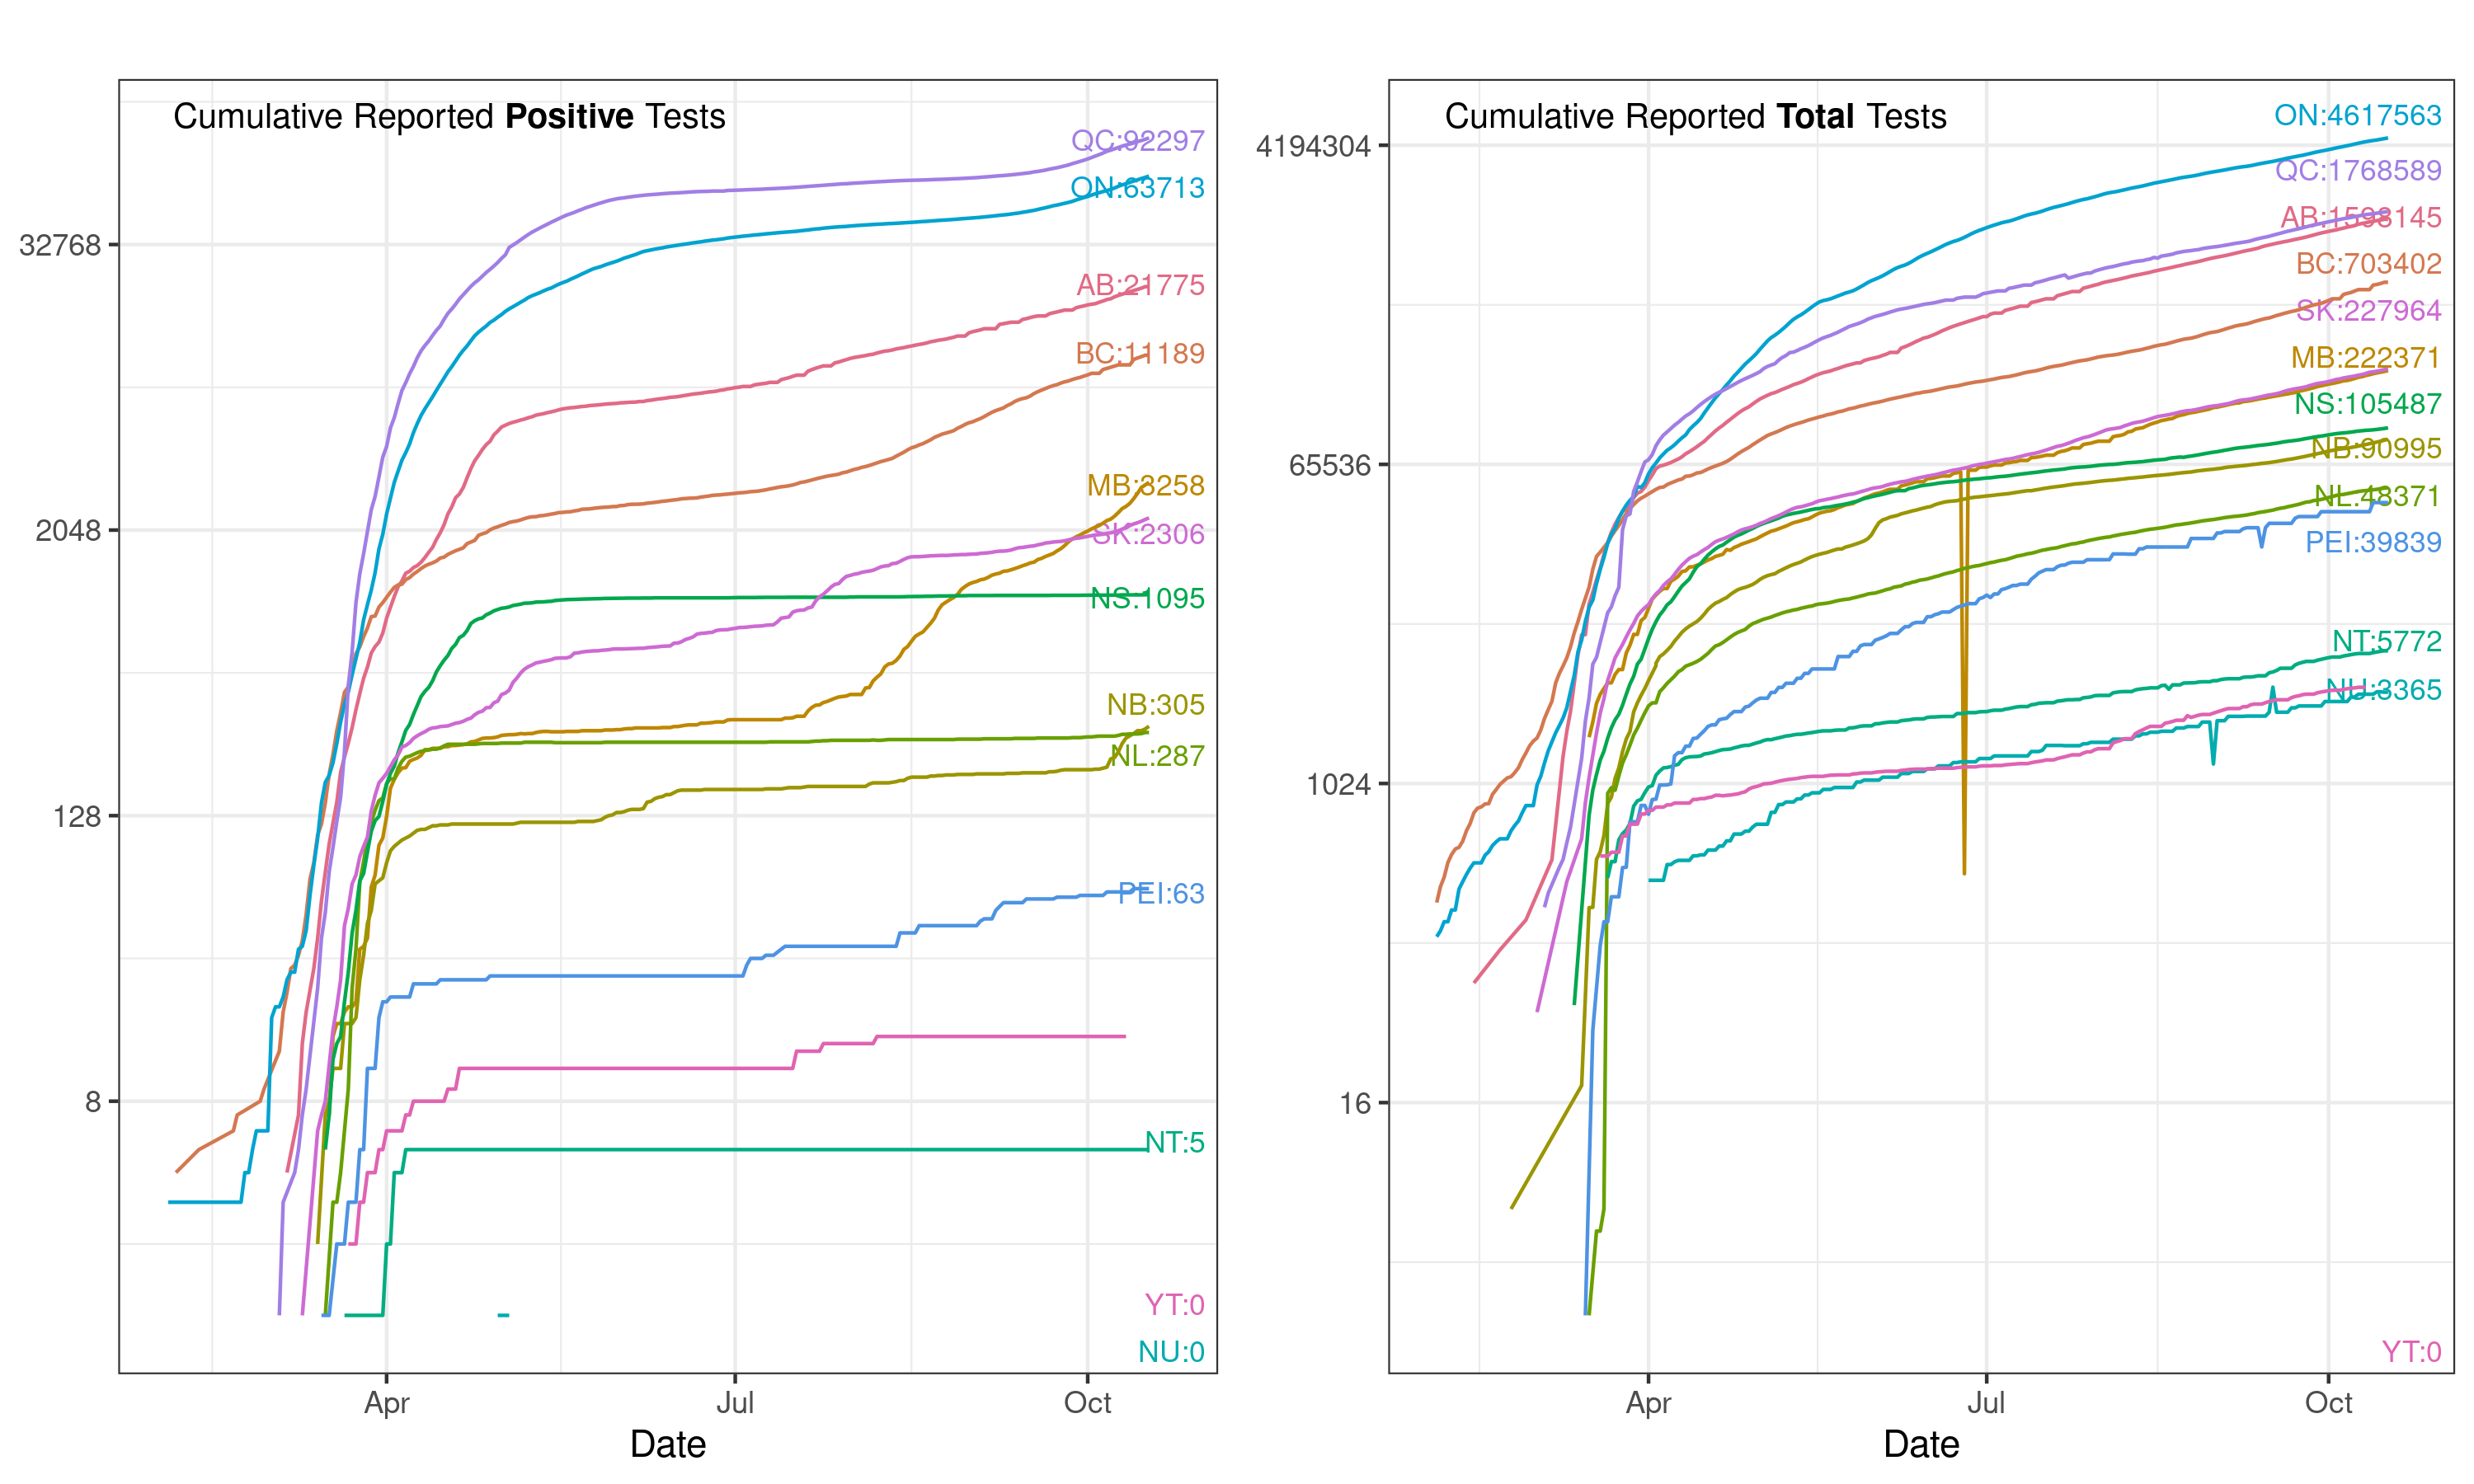 Cumulative Reported Positive Tests
QC:92297
ON:63713
AB:21775
BC:11189
MB:3258
SK:2306
NS:1095
NB:305
NL:287
PEI:63
NT:5
YT:0
NU:0
32768
2048
128
8
Apr
Jul
Oct
Date
Cumulative Reported Total Tests
ON:4617563
QC:1768589
AB:1593145
BC:703402
SK:227964
MB:222371
NS:105487
NB:90995
NL:48371
PEI:39839
NT:5772
NU:3365
YT:0
4194304
65536
1024
16
Apr
Jul
Oct
Date